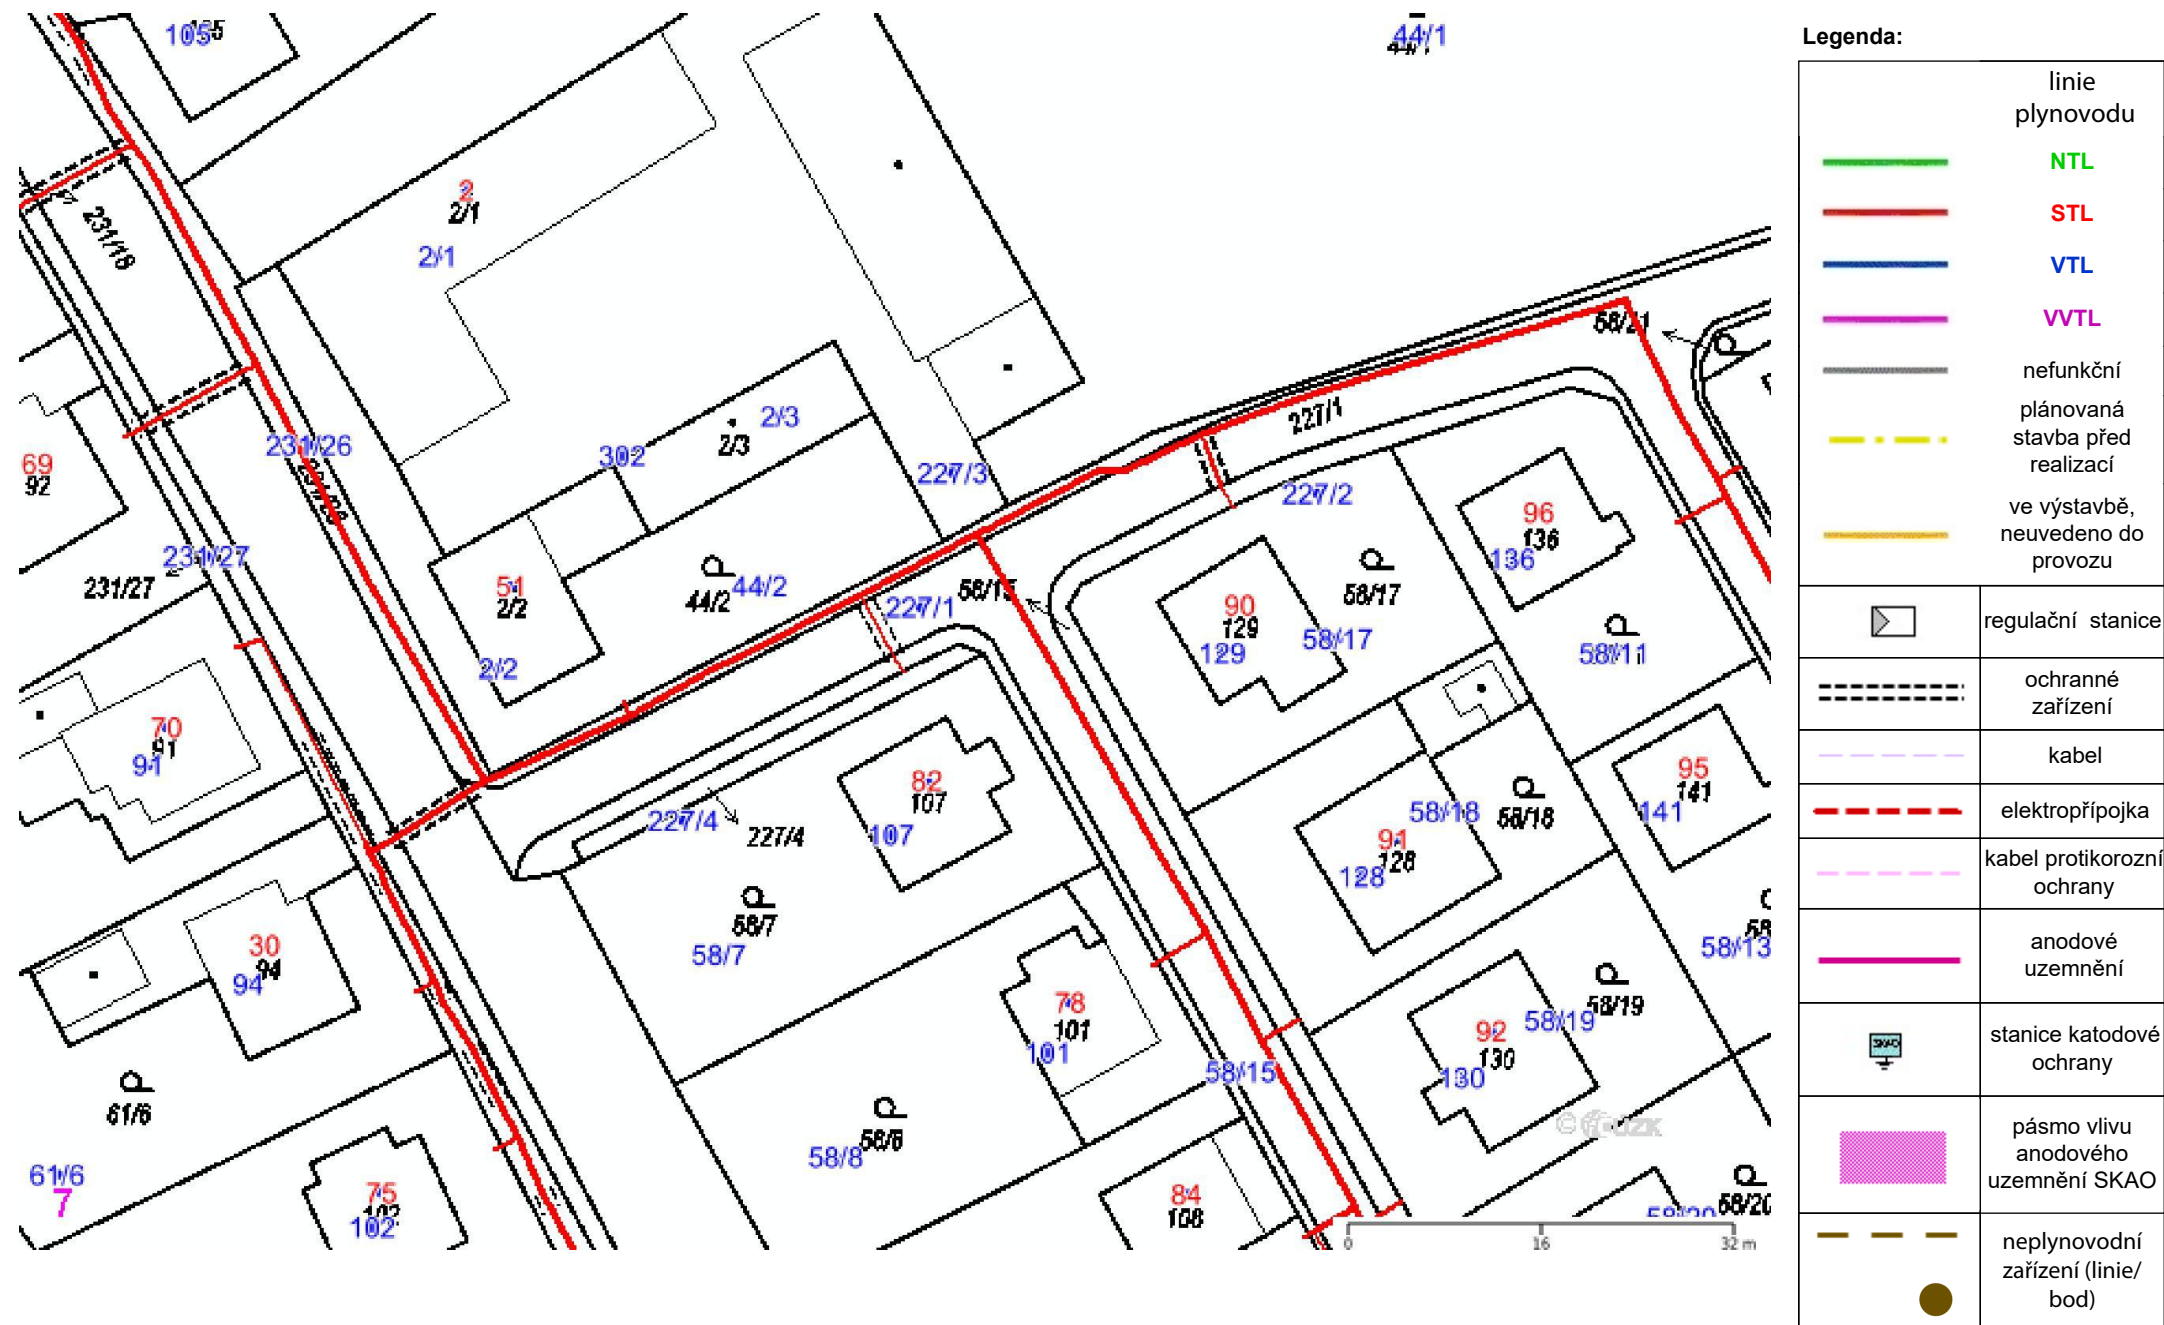 105
44/1
2
2/1
2/1
231/18
69
92
231/26
302
2/3
2/3
227/3
227/1
58/21
227/2
96
136
136
231/27
231/27
51
2/2
2/2
44/2
44/2
227/1
58/15
90
129
129
58/17
58/17
58/11
70
91
91
82
107
107
227/4
227/4
91
128
128
58/18
58/18
95
141
141
58/7
58/7
30
94
94
78
101
101
58/15
92
130
130
58/19
58/19
58/13
61/6
61/6
7
75
102
58/8
84
108
58/20
0
16
32 m
Legenda:
linie
plynovodu
NTL
STL
VTL
VVTL
nefunkční
plánovaná
stavba před
realizací
ve výstavbě,
neuvedeno do
provozu
regulační stanice
ochranné
zařízení
kabel
elektropřípojka
kabel protikorozní
ochrany
anodové
uzemnění
stanice katodové
ochrany
pásmo vlivu
anodového
uzemnění SKAO
neplynovodní
zařízení (linie/
bod)